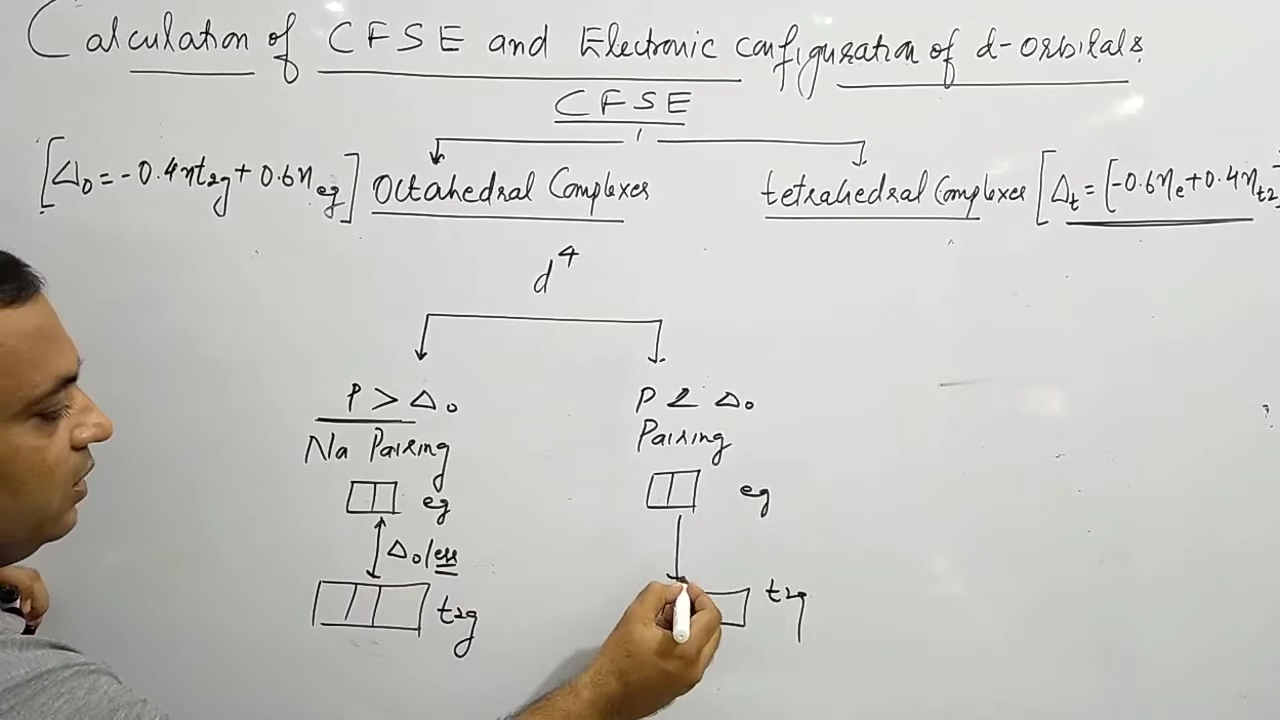 Calculation of CFSE and Electronic configuration of d-orbitals.
CFSE
[Δo = -0.4nt2g + 0.6neg] Octahedral Complexes
tetrahedral Complexes [Δt = [-0.6ne + 0.4nt2
d⁴
P > Δo
Na Pairing
eg
Δo less
t2g
P < Δo
Pairing
eg
t2g